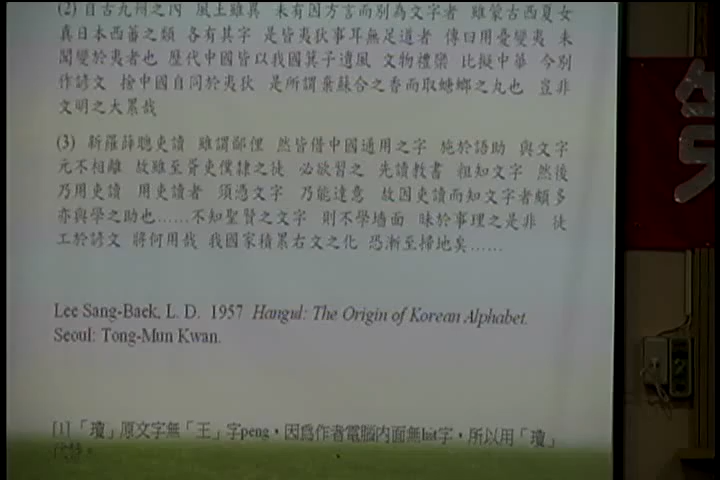 (2) 自古九州之內 風土雖異 未有因方言而別為文字者 雖蒙古西夏女
真日本西蕃之類 各有其字 是皆夷狄事耳無足道者 傳曰用夏變夷 未
聞變於夷者也 歷代中國皆以我國箕子遺風 文物禮樂 比擬中華 今別
作諺文 捨中國自同於夷狄 是所謂棄蘇合之香而取螗螂之丸也 豈非
文明之大累哉
(3) 新羅薛聰吏讀 雖謂鄙俚 然皆借中國通用之字 施於語助 與文字
元不相離 故雖至胥吏僕隸之徒 必欲習之 先讀數書 粗知文字 然後
乃用吏讀 用吏讀者 須憑文字 乃能達意 故因吏讀而知文字者頗多
亦興學之助也……不知聖賢之文字 則不學墻面 昧於事理之是非 徒
工於諺文 將何用哉 我國家積累右文之化 恐漸至掃地矣……
Lee Sang-Baek, L. D. 1957 Hangul: The Origin of Korean Alphabet.
Seoul: Tong-Mun Kwan.
[1]「瓊」原文字無「王」字peng，因為作者電腦內面無hit字，所以用「瓊」